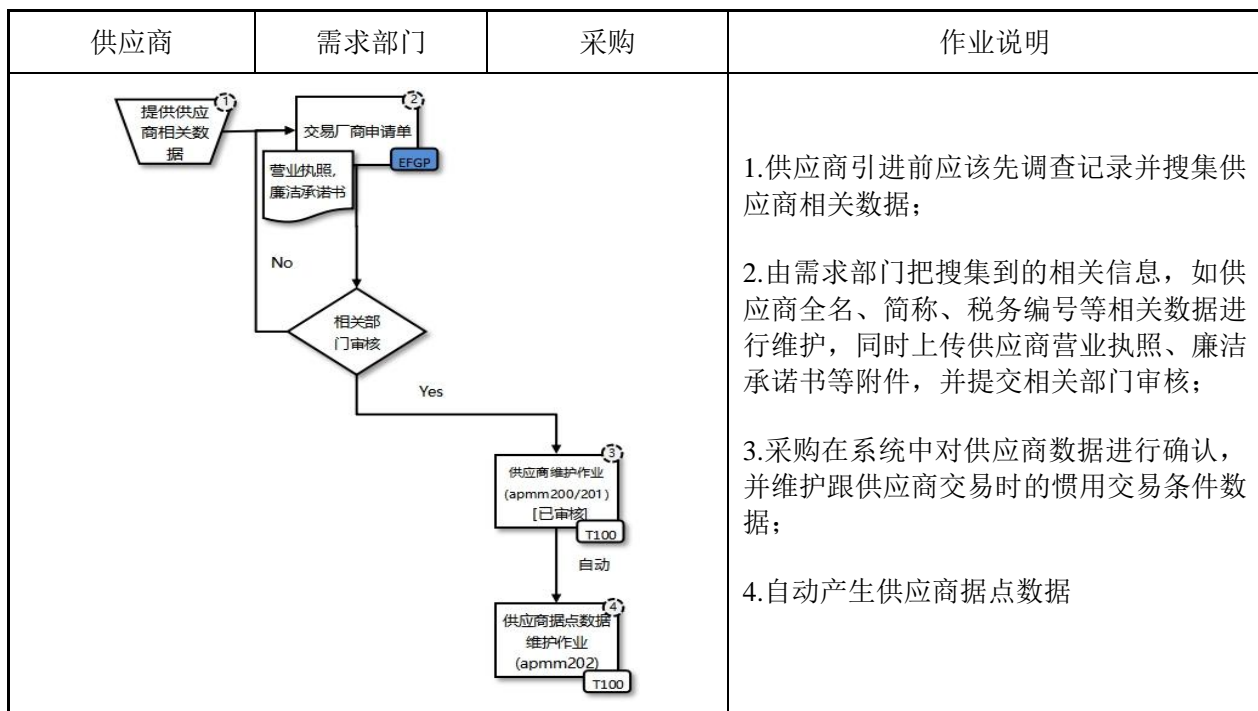 供应商
需求部门
采购
作业说明
提供供应
商相关数
据
1
交易厂商申请单
2
EFGP
营业执照,
廉洁承诺书
No
相关部
门审核
Yes
供应商维护作业
(apmm200/201)
[已审核]
3
T100
自动
供应商据点数据
维护作业
(apmm202)
4
T100
1.供应商引进前应该先调查记录并搜集供
应商相关数据；
2.由需求部门把搜集到的相关信息，如供
应商全名、简称、税务编号等相关数据进
行维护，同时上传供应商营业执照、廉洁
承诺书等附件，并提交相关部门审核；
3.采购在系统中对供应商数据进行确认，
并维护跟供应商交易时的惯用交易条件数
据；
4.自动产生供应商据点数据